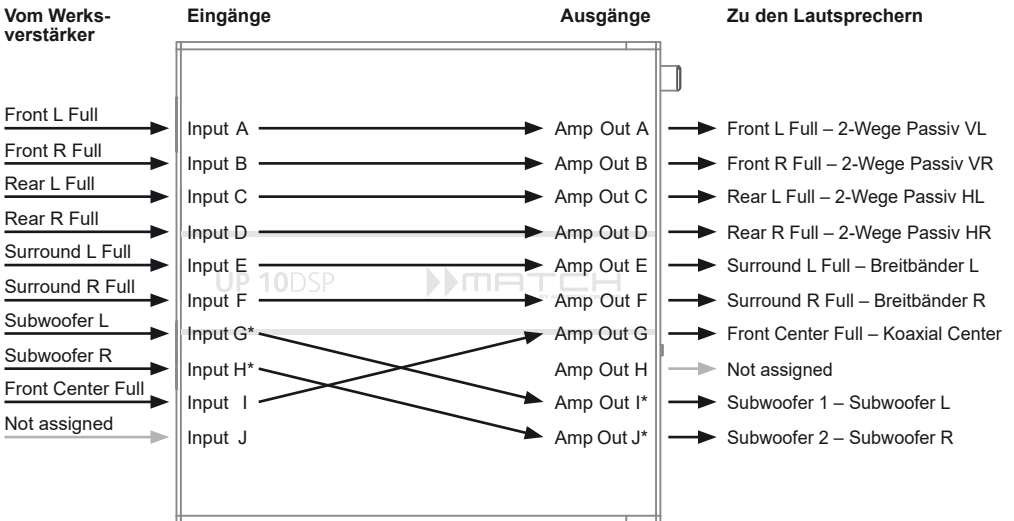 Vom Werks-
verstärker
Eingänge
Ausgänge
Zu den Lautsprechern
Front L Full
Input A
Amp Out A
Front L Full – 2-Wege Passiv VL
Front R Full
Input B
Amp Out B
Front R Full – 2-Wege Passiv VR
Rear L Full
Input C
Amp Out C
Rear L Full – 2-Wege Passiv HL
Rear R Full
Input D
Amp Out D
Rear R Full – 2-Wege Passiv HR
Surround L Full
Input E
Amp Out E
Surround L Full – Breitbänder L
UP 10DSP
MATCH
Surround R Full
Input F
Amp Out F
Surround R Full – Breitbänder R
Subwoofer L
Input G*
Amp Out G
Front Center Full – Koaxial Center
Subwoofer R
Input H*
Amp Out H
Not assigned
Front Center Full
Input I
Amp Out I*
Subwoofer 1 – Subwoofer L
Not assigned
Input J
Amp Out J*
Subwoofer 2 – Subwoofer R